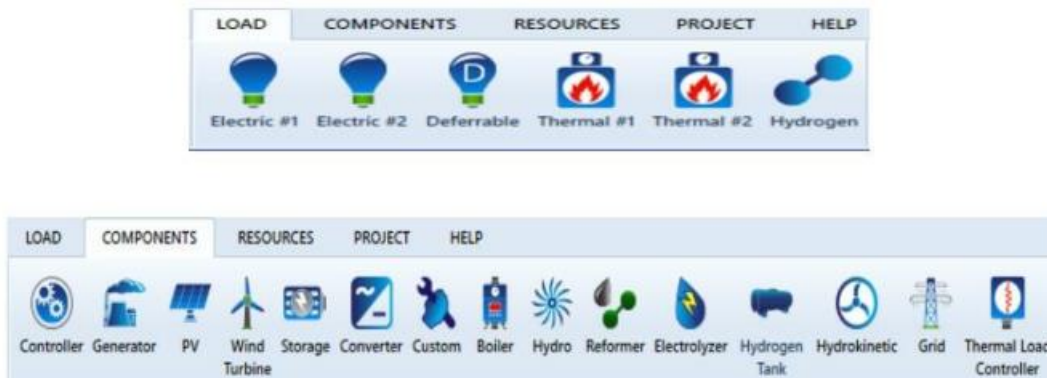 LOAD COMPONENTS RESOURCES PROJECT HELP
D
Electric #1 Electric #2 Deferrable Thermal #1 Thermal #2 Hydrogen
LOAD COMPONENTS RESOURCES PROJECT HELP
Controller Generator PV Wind Turbine Storage Converter Custom Boiler Hydro Reformer Electrolyzer Hydrogen Tank Hydrokinetic Grid Thermal Load Controller